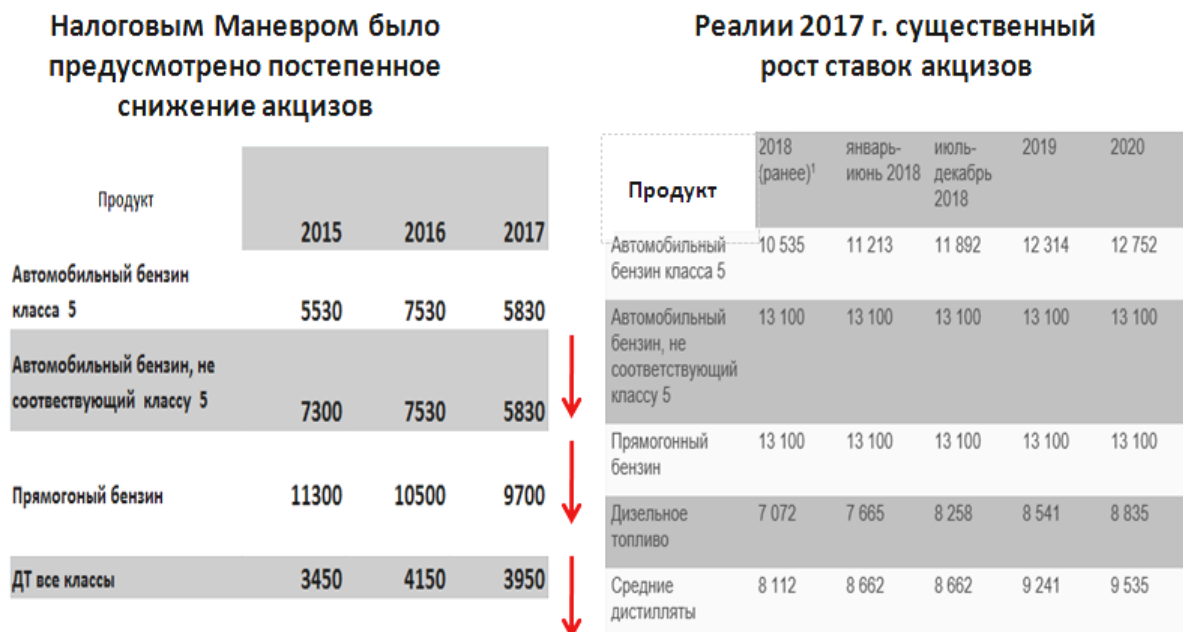 Налоговым Маневром было
предусмотрено постепенное
снижение акцизов
Продукт 2015 2016 2017
Автомобильный бензин
класса 5 5530 7530 5830
Автомобильный бензин, не
соотвествующий классу 5 7300 7530 5830
Прямогоный бензин 11300 10500 9700
ДТ все классы 3450 4150 3950
Реалии 2017 г. существенный
рост ставок акцизов
Продукт
2018 январь- июль- 2019 2020
(ранее)¹ июнь 2018 декабрь
2018
Автомобильный 10 535 11 213 11 892 12 314 12 752
бензин класса 5
Автомобильный 13 100 13 100 13 100 13 100 13 100
бензин, не
соответствующий
классу 5
Прямогонный 13 100 13 100 13 100 13 100 13 100
бензин
Дизельное 7 072 7 665 8 258 8 541 8 835
топливо
Средние 8 112 8 662 8 662 9 241 9 535
дистилляты